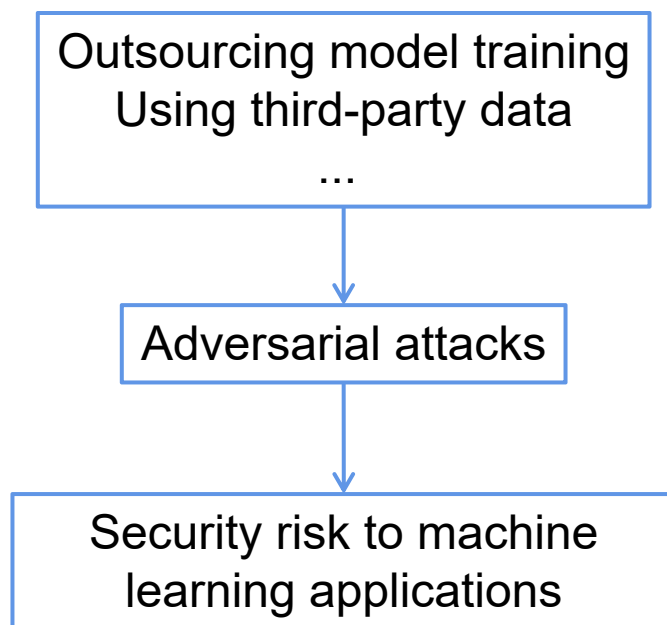 Outsourcing model training
Using third-party data
...
Adversarial attacks
Security risk to machine
learning applications